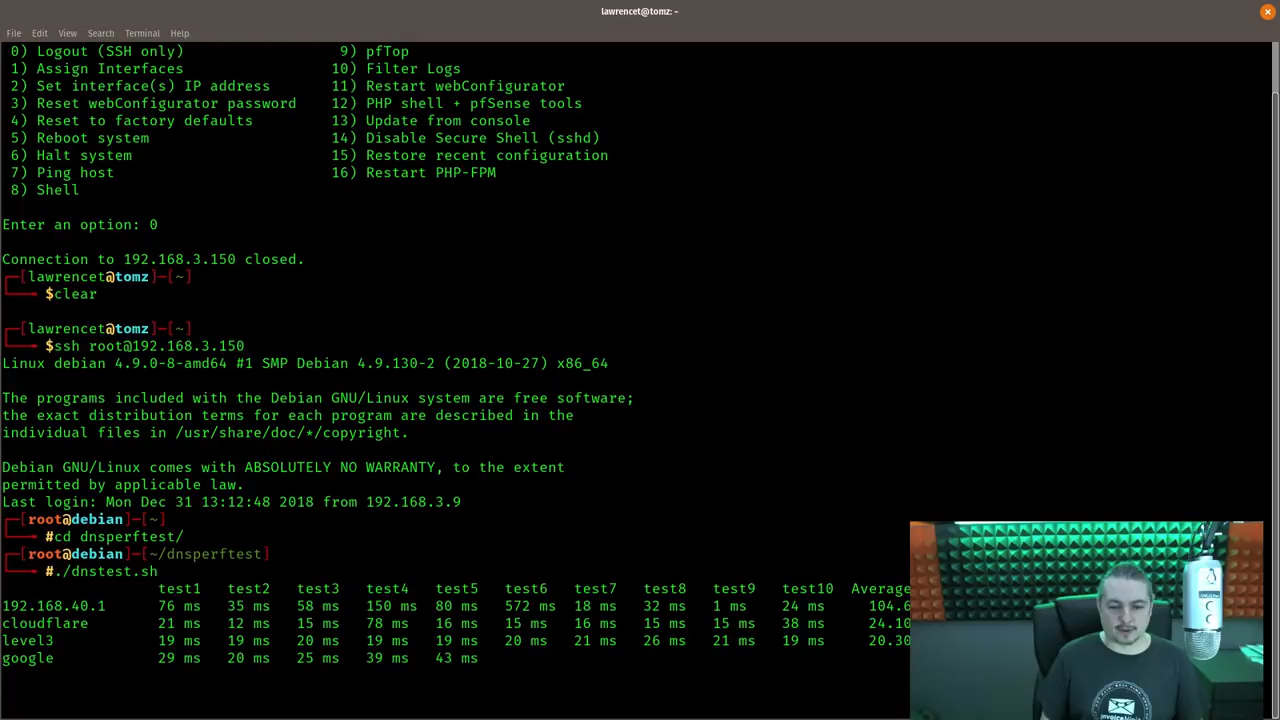 lawrencet@tomz: ~
File Edit View Search Terminal Help
0) Logout (SSH only) 9) pfTop
1) Assign Interfaces 10) Filter Logs
2) Set interface(s) IP address 11) Restart webConfigurator
3) Reset webConfigurator password 12) PHP shell + pfSense tools
4) Reset to factory defaults 13) Update from console
5) Reboot system 14) Disable Secure Shell (sshd)
6) Halt system 15) Restore recent configuration
7) Ping host 16) Restart PHP-FPM
8) Shell
Enter an option: 0
Connection to 192.168.3.150 closed.
[lawrencet@tomz]-[~]
$clear
[lawrencet@tomz]-[~]
$ssh root@192.168.3.150
Linux debian 4.9.0-8-amd64 #1 SMP Debian 4.9.130-2 (2018-10-27) x86_64
The programs included with the Debian GNU/Linux system are free software;
the exact distribution terms for each program are described in the
individual files in /usr/share/doc/*/copyright.
Debian GNU/Linux comes with ABSOLUTELY NO WARRANTY, to the extent
permitted by applicable law.
Last login: Mon Dec 31 13:12:48 2018 from 192.168.3.9
[root@debian]-[~]
#cd dnsperftest/
[root@debian]-[~/dnsperftest]
#./dnstest.sh
test1 test2 test3 test4 test5 test6 test7 test8 test9 test10 Average
192.168.40.1 76 ms 35 ms 58 ms 150 ms 80 ms 572 ms 18 ms 32 ms 1 ms 24 ms 104.6
cloudflare 21 ms 12 ms 15 ms 78 ms 16 ms 15 ms 16 ms 15 ms 15 ms 38 ms 24.10
level3 19 ms 19 ms 20 ms 19 ms 19 ms 20 ms 21 ms 26 ms 21 ms 19 ms 20.30
google 29 ms 20 ms 25 ms 39 ms 43 ms